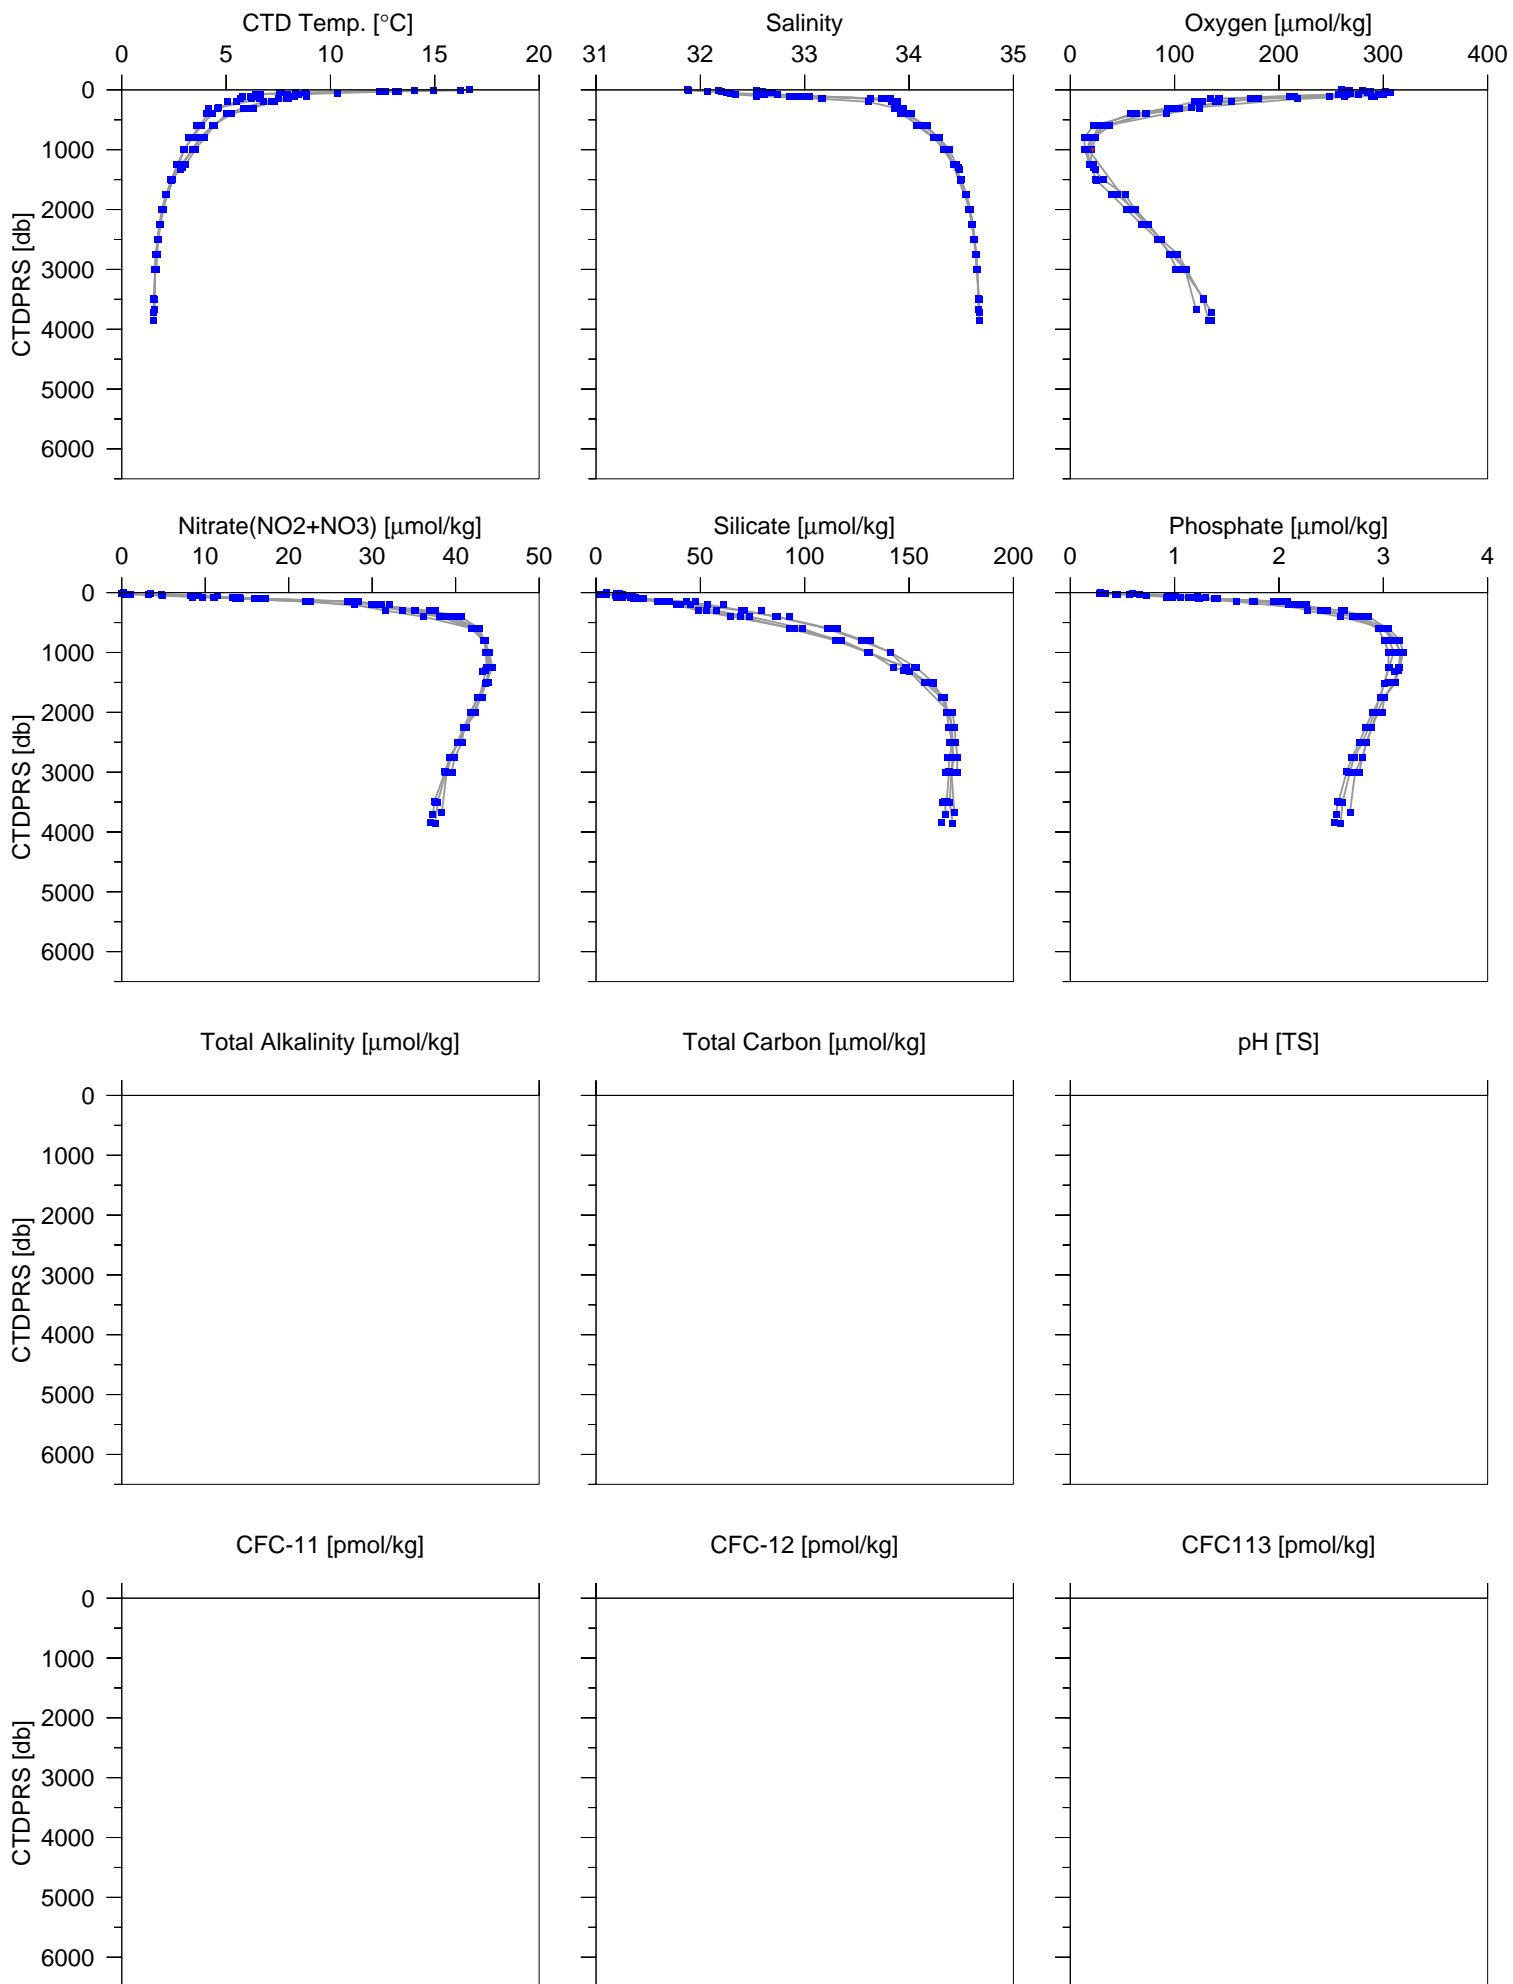 CTD Temp. [°C] Salinity Oxygen [μmol/kg]
0 5 10 15 20 31 32 33 34 35 0 100 200 300 400
0
1000
2000
3000
4000
5000
6000
CTDPRS [db]
Nitrate(NO2+NO3) [μmol/kg] Silicate [μmol/kg] Phosphate [μmol/kg]
0 10 20 30 40 50 0 50 100 150 200 0 1 2 3 4
0
1000
2000
3000
4000
5000
6000
CTDPRS [db]
Total Alkalinity [μmol/kg] Total Carbon [μmol/kg] pH [TS]
0
1000
2000
3000
4000
5000
6000
CTDPRS [db]
CFC-11 [pmol/kg] CFC-12 [pmol/kg] CFC113 [pmol/kg]
0
1000
2000
3000
4000
5000
6000
CTDPRS [db]